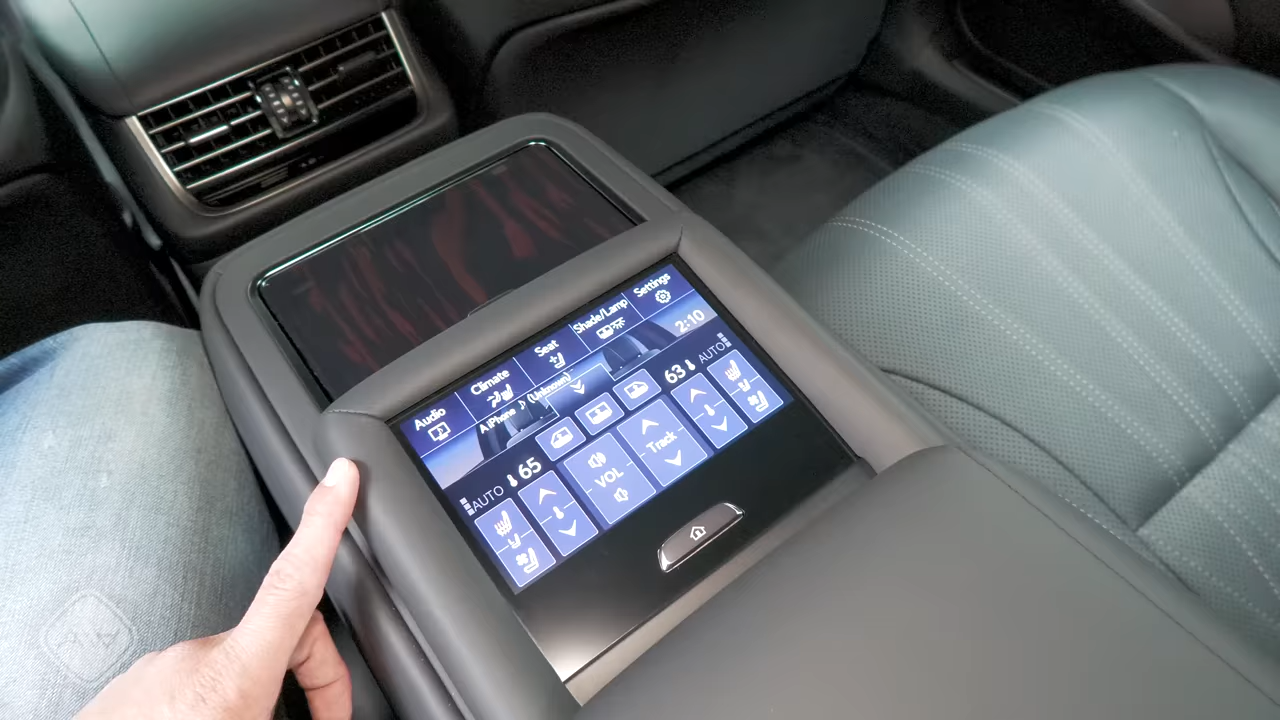 Audio
Climate
Seat
Shade/Lamp
Settings
A.iPhone ♪ (Unknown)
2:10
AUTO
65
VOL
Track
63
AUTO